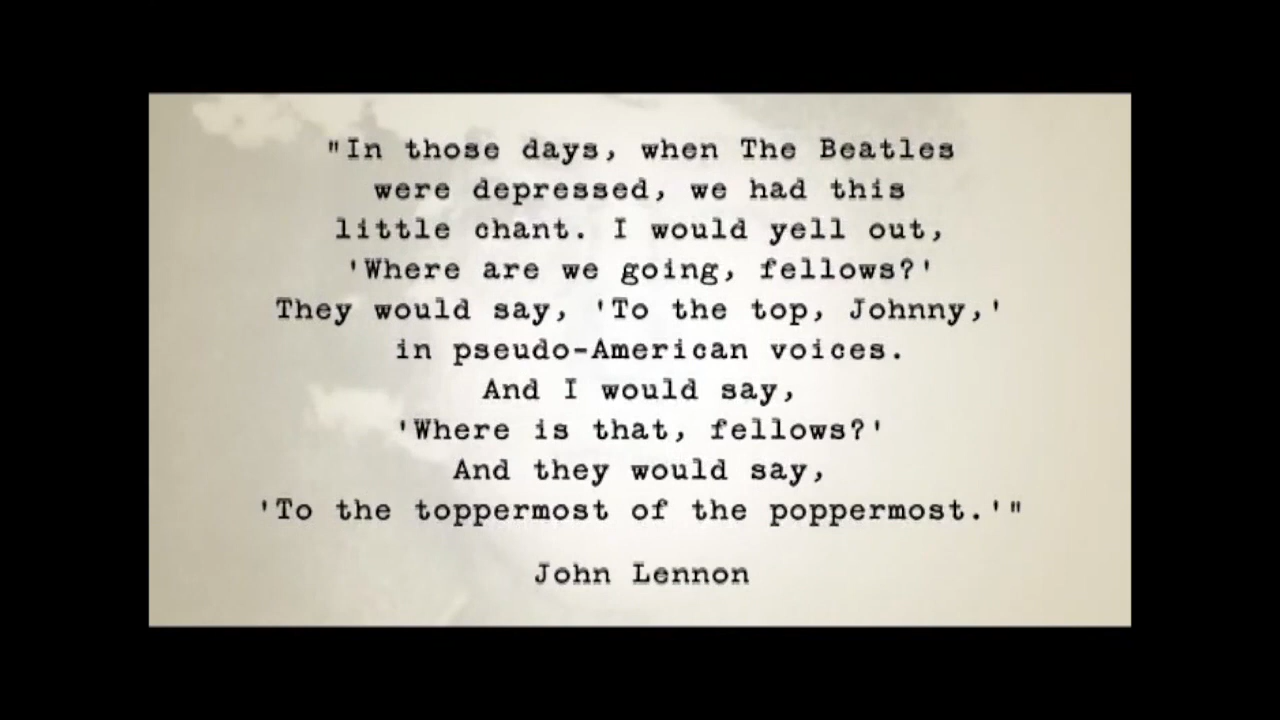 "In those days, when The Beatles
were depressed, we had this
little chant. I would yell out,
'Where are we going, fellows?'
They would say, 'To the top, Johnny,'
in pseudo-American voices.
And I would say,
'Where is that, fellows?'
And they would say,
'To the toppermost of the poppermost.'"
John Lennon